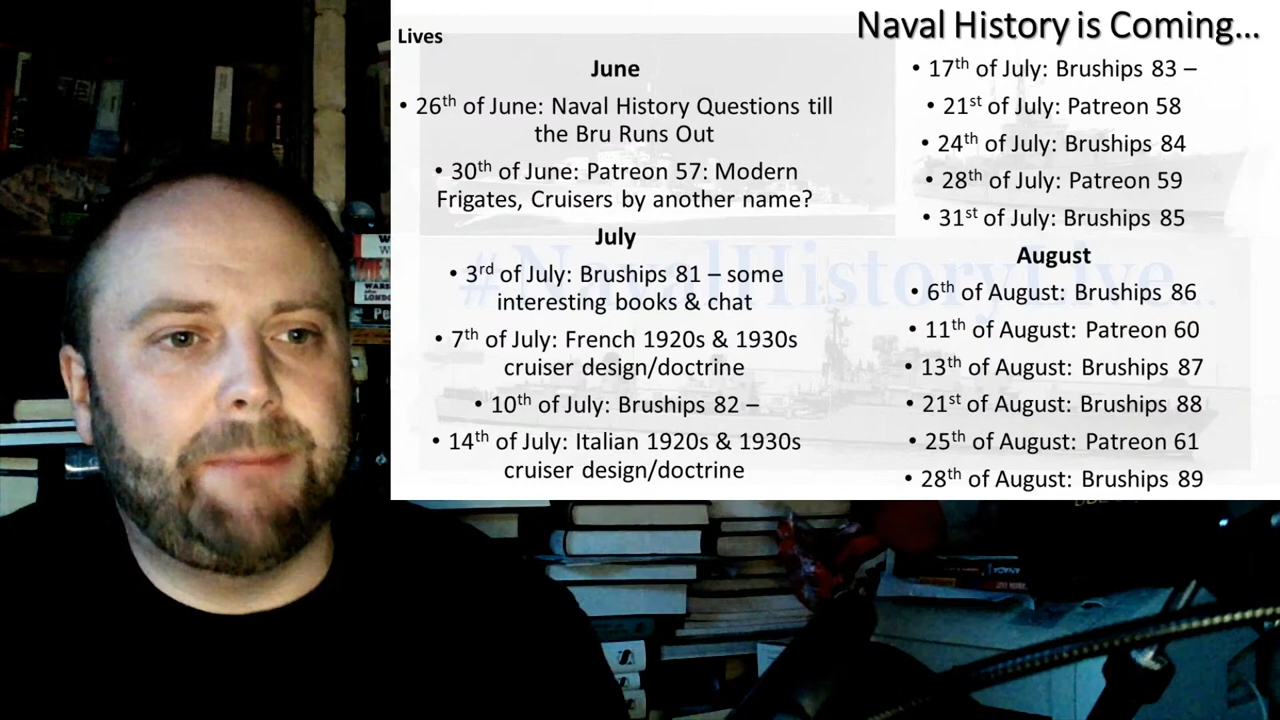 Naval History is Coming...
Lives
June
• 26th of June: Naval History Questions till
the Bru Runs Out
• 30th of June: Patreon 57: Modern
Frigates, Cruisers by another name?
July
• 3rd of July: Bruships 81 – some
interesting books & chat
• 7th of July: French 1920s & 1930s
cruiser design/doctrine
• 10th of July: Bruships 82 –
• 14th of July: Italian 1920s & 1930s
cruiser design/doctrine
• 17th of July: Bruships 83 –
• 21st of July: Patreon 58
• 24th of July: Bruships 84
• 28th of July: Patreon 59
• 31st of July: Bruships 85
August
• 6th of August: Bruships 86
• 11th of August: Patreon 60
• 13th of August: Bruships 87
• 21st of August: Bruships 88
• 25th of August: Patreon 61
• 28th of August: Bruships 89
#NavalHistoryLive...
LONDON